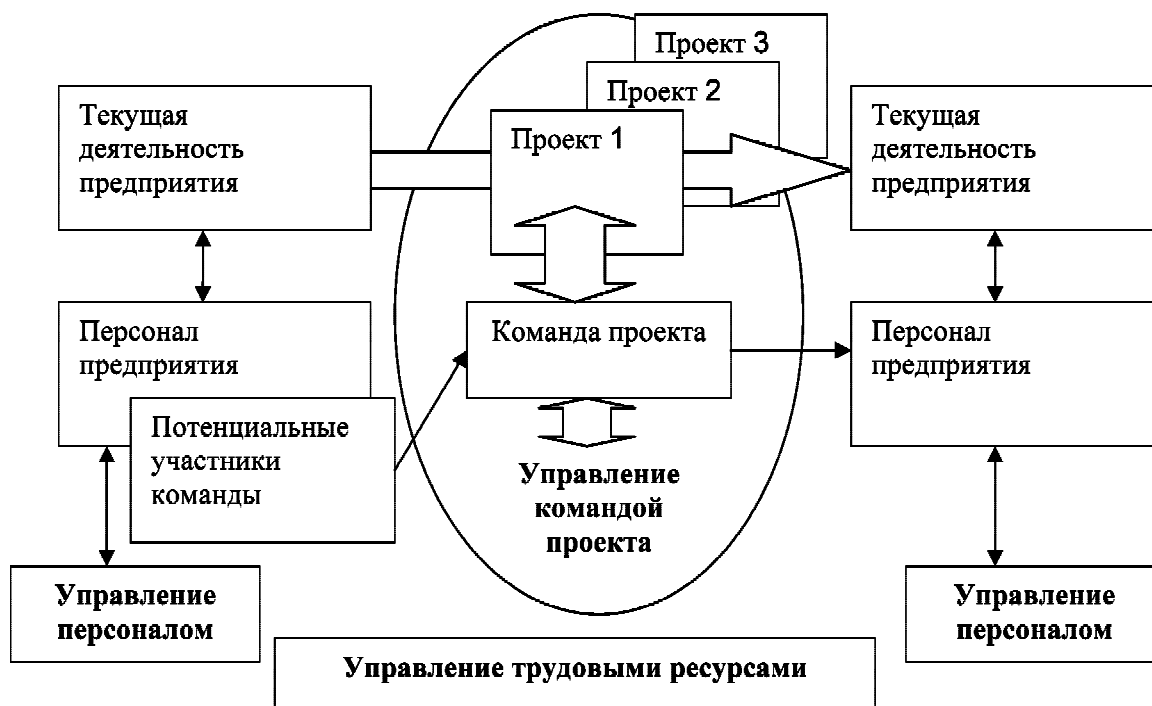 Проект 3
Проект 2
Проект 1
Текущая
деятельность
предприятия
Текущая
деятельность
предприятия
Персонал
предприятия
Команда проекта
Персонал
предприятия
Потенциальные
участники
команды
Управление
командой
проекта
Управление
персоналом
Управление
персоналом
Управление трудовыми ресурсами